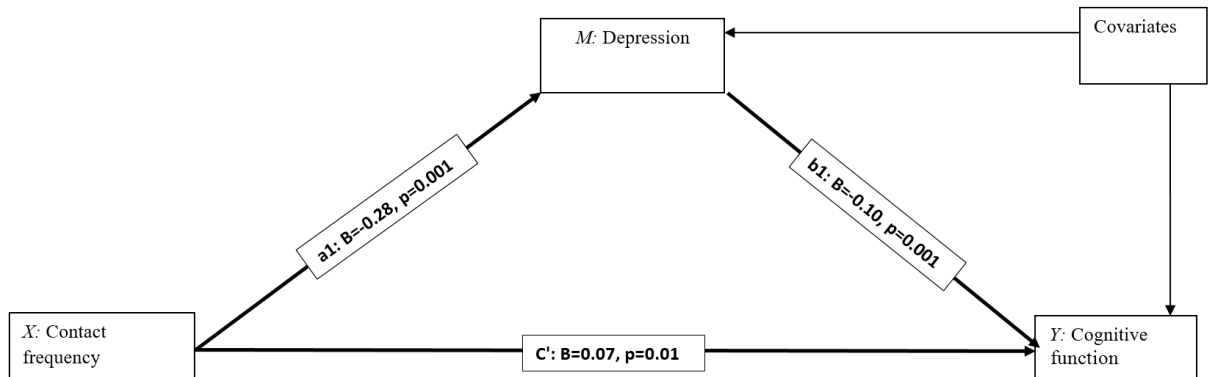 M: Depression
Covariates
a1: B=-0.28, p=0.001
b1: B=-0.10, p=0.001
X: Contact
frequency
C': B=0.07, p=0.01
Y: Cognitive
function